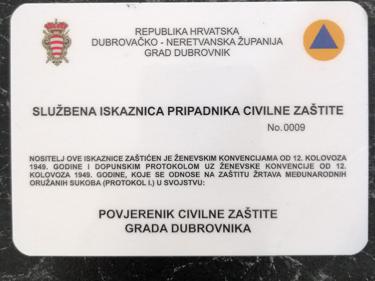 REPUBLIKA HRVATSKA
DUBROVAČKO - NERETVANSKA ŽUPANIJA
GRAD DUBROVNIK
SLUŽBENA ISKAZNICA PRIPADNIKA CIVILNE ZAŠTITE
No.0009
NOSITELJ OVE ISKAZNICE ZAŠTIĆEN JE ŽENEVSKIM KONVENCIJAMA OD 12. KOLOVOZA
1949. GODINE I DOPUNSKIM PROTOKOLOM UZ ŽENEVSKE KONVENCIJE OD 12.
KOLOVOZA 1949. GODINE, KOJE SE ODNOSE NA ZAŠTITU ŽRTAVA MEĐUNARODNIH
ORUŽANIH SUKOBA (PROTOKOL I.) U SVOJSTVU:
POVJERENIK CIVILNE ZAŠTITE
GRADA DUBROVNIKA